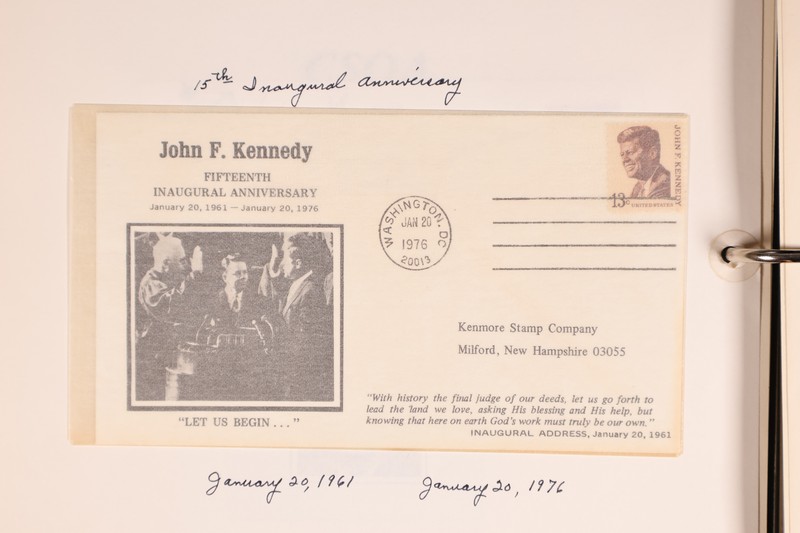 15th Inaugural Anniversary
John F. Kennedy
FIFTEENTH
INAUGURAL ANNIVERSARY
January 20, 1961 — January 20, 1976
WASHINGTON, DC
JAN 20
1976
20013
JOHN F. KENNEDY
13c UNITED STATES
Kenmore Stamp Company
Milford, New Hampshire 03055
"LET US BEGIN . . ."
"With history the final judge of our deeds, let us go forth to
lead the land we love, asking His blessing and His help, but
knowing that here on earth God's work must truly be our own."
INAUGURAL ADDRESS, January 20, 1961
January 20, 1961
January 20, 1976